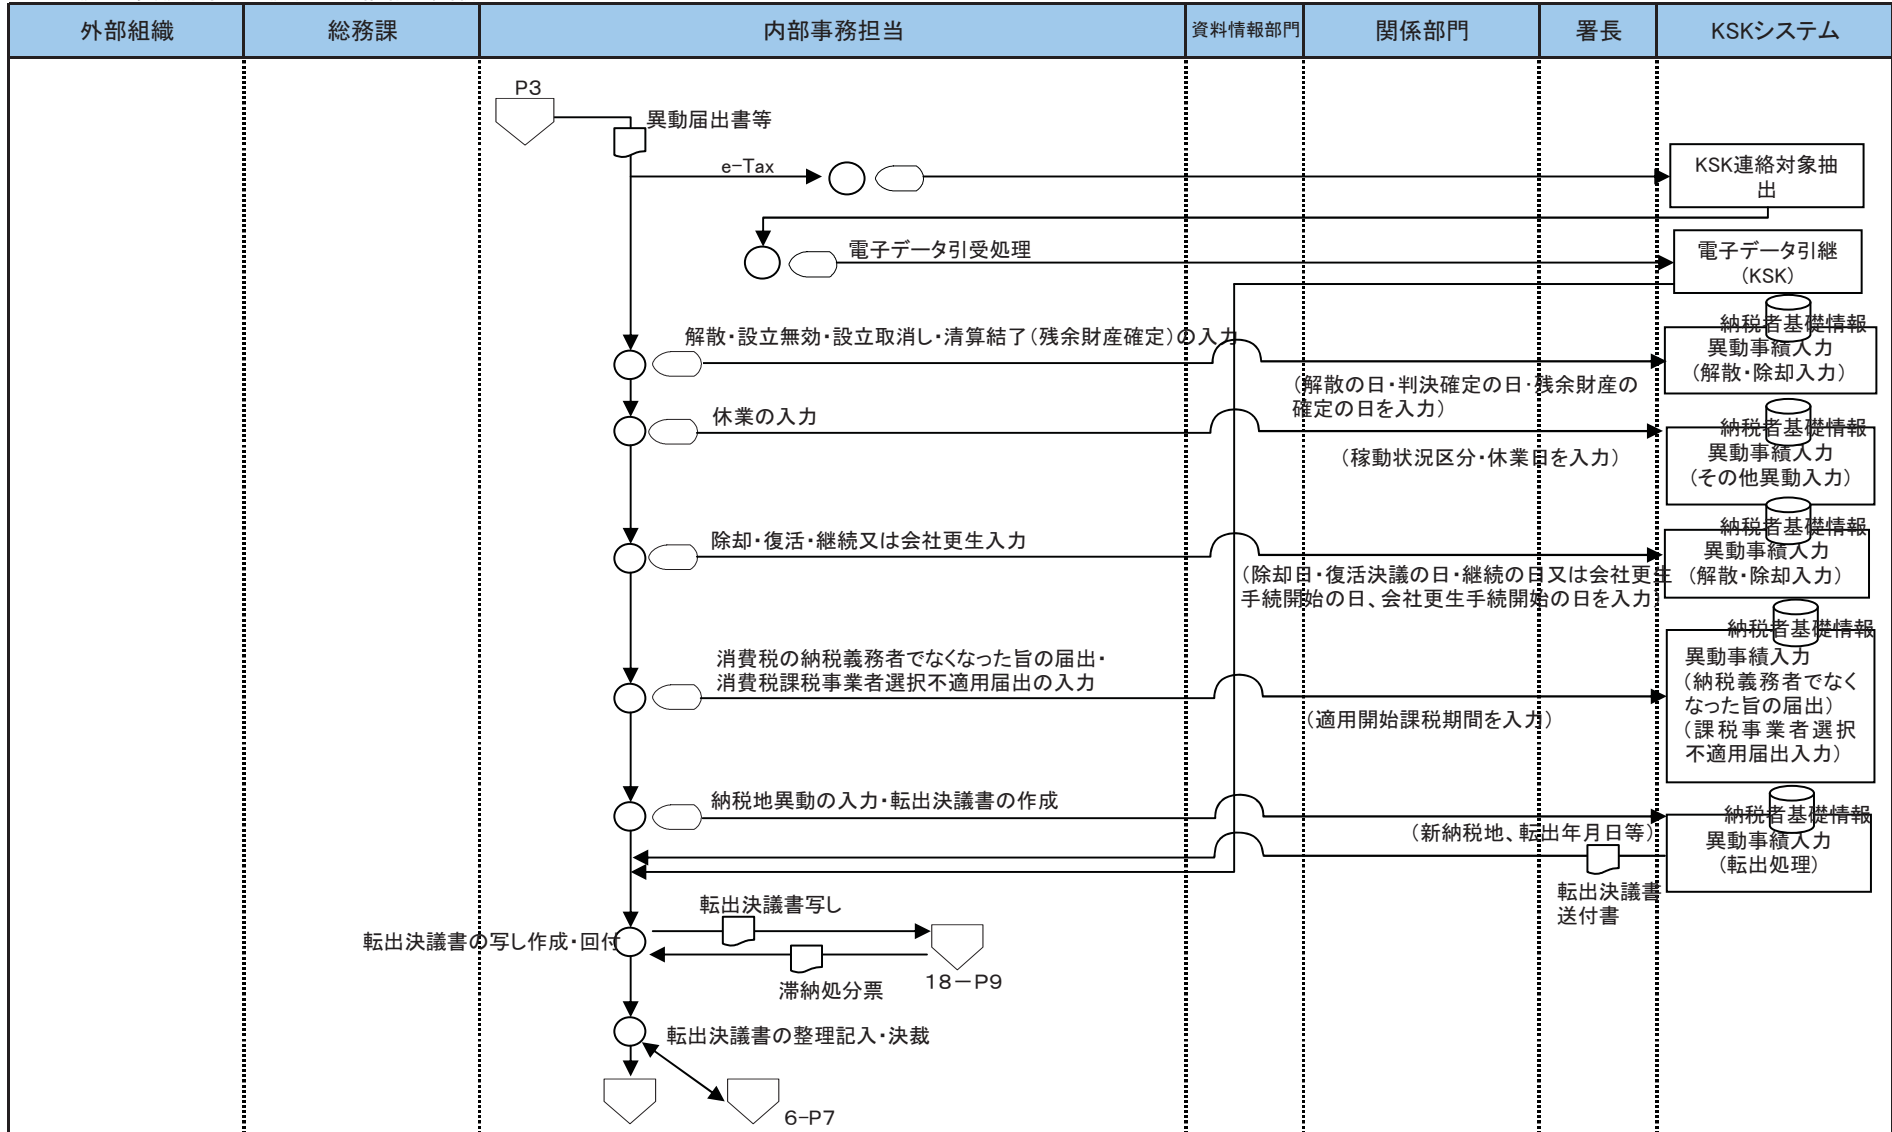 外部組織
総務課
内部事務担当
資料情報部門
関係部門
署長
KSKシステム
P3
異動届出書等
e-Tax
KSK連絡対象抽
出
電子データ引受処理
電子データ引継
（KSK）
解散・設立無効・設立取消し・清算結了（残余財産確定）の入力
（解散の日・判決確定の日・残余財産の
確定の日を入力）
納税者基礎情報
異動事績入力
（解散・除却入力）
休業の入力
（稼動状況区分・休業日を入力）
納税者基礎情報
異動事績入力
（その他異動入力）
除却・復活・継続又は会社更生入力
（除却日・復活決議の日・継続の日又は会社更生
手続開始の日、会社更生手続開始の日を入力）
納税者基礎情報
異動事績入力
（解散・除却入力）
消費税の納税義務者でなくなった旨の届出・
消費税課税事業者選択不適用届出の入力
（適用開始課税期間を入力）
納税者基礎情報
異動事績入力
（納税義務者でなく
なった旨の届出）
（課税事業者選択
不適用届出入力）
納税地異動の入力・転出決議書の作成
（新納税地、転出年月日等）
納税者基礎情報
異動事績入力
（転出処理）
転出決議書
送付書
転出決議書写し
転出決議書の写し作成・回付
滞納処分票
18－P9
転出決議書の整理記入・決裁
6-P7